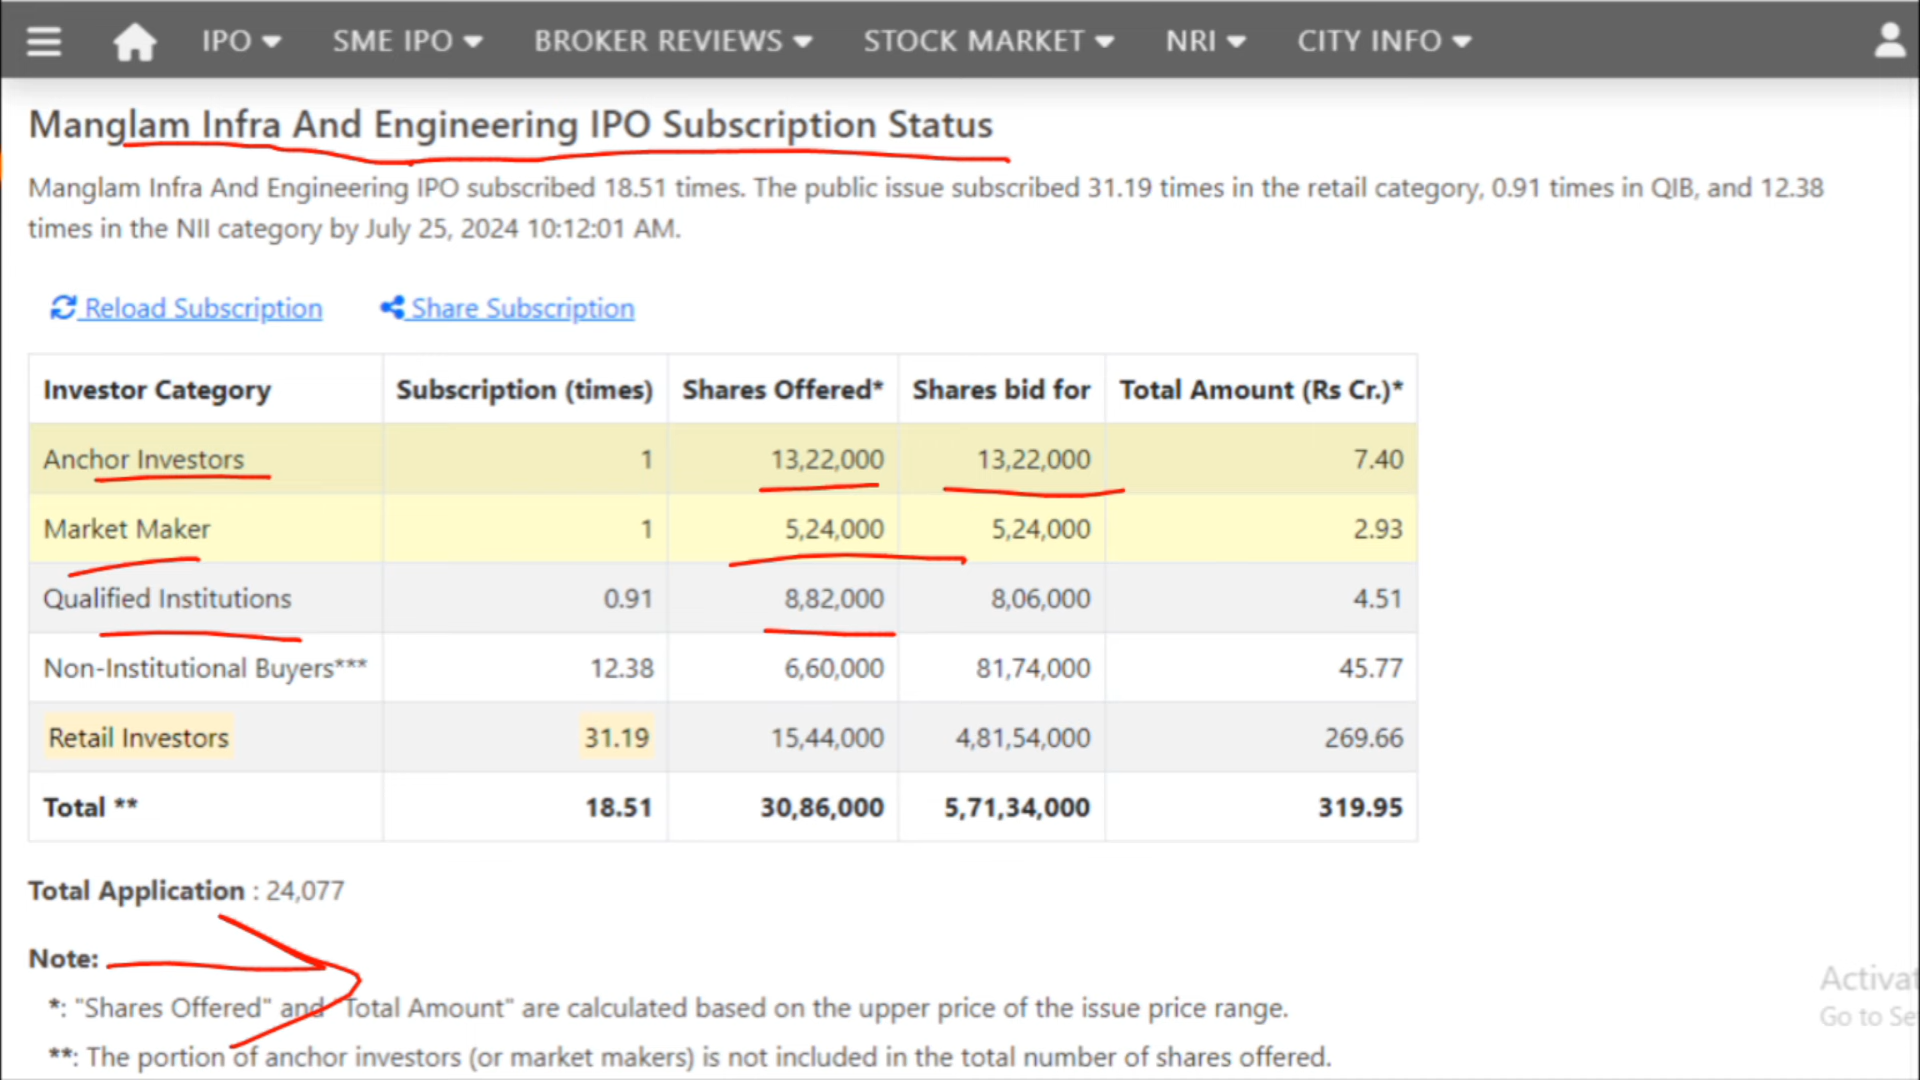 IPO SME IPO BROKER REVIEWS STOCK MARKET NRI CITY INFO
Manglam Infra And Engineering IPO Subscription Status
Manglam Infra And Engineering IPO subscribed 18.51 times. The public issue subscribed 31.19 times in the retail category, 0.91 times in QIB, and 12.38
times in the NII category by July 25, 2024 10:12:01 AM.
Reload Subscription Share Subscription
Investor Category Subscription (times) Shares Offered* Shares bid for Total Amount (Rs Cr.)*
Anchor Investors 1 13,22,000 13,22,000 7.40
Market Maker 1 5,24,000 5,24,000 2.93
Qualified Institutions 0.91 8,82,000 8,06,000 4.51
Non-Institutional Buyers*** 12.38 6,60,000 81,74,000 45.77
Retail Investors 31.19 15,44,000 4,81,54,000 269.66
Total ** 18.51 30,86,000 5,71,34,000 319.95
Total Application : 24,077
Note:
*: "Shares Offered" and "Total Amount" are calculated based on the upper price of the issue price range.
**: The portion of anchor investors (or market makers) is not included in the total number of shares offered.
Activat
Go to Se